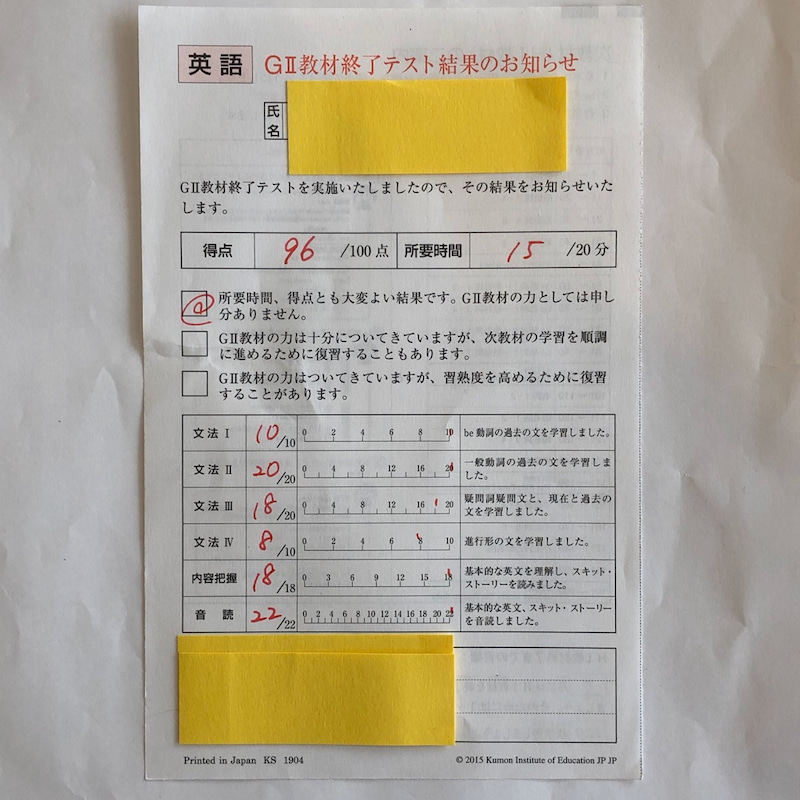 英語 GⅡ教材終了テスト結果のお知らせ
氏名
GⅡ教材終了テストを実施いたしましたので、その結果をお知らせいた
します。
得点 96 /100点 所要時間 15 /20分
所要時間、得点とも大変よい結果です。GⅡ教材の力としては申し
分ありません。
GⅡ教材の力は十分についてきていますが、次教材の学習を順調
に進めるために復習することもあります。
GⅡ教材の力はついてきていますが、習熟度を高めるために復習
することがあります。
文法Ⅰ 10/10 0 2 4 6 8 10 be動詞の過去の文を学習しました。
文法Ⅱ 20/20 0 4 8 12 16 20 一般動詞の過去の文を学習しま
した。
文法Ⅲ 18/20 0 4 8 12 16 20 疑問詞疑問文と、現在と過去の
文を学習しました。
文法Ⅳ 8/10 0 2 4 6 8 10 進行形の文を学習しました。
内容把握 18/18 0 3 6 9 12 15 18 基本的な英文を理解し、スキット・
ストーリーを読みました。
音読 22/22 0 2 4 6 8 10 12 14 16 18 20 22 基本的な英文、スキット・ストーリー
を音読しました。
Printed in Japan KS 1904 © 2015 Kumon Institute of Education JP JP